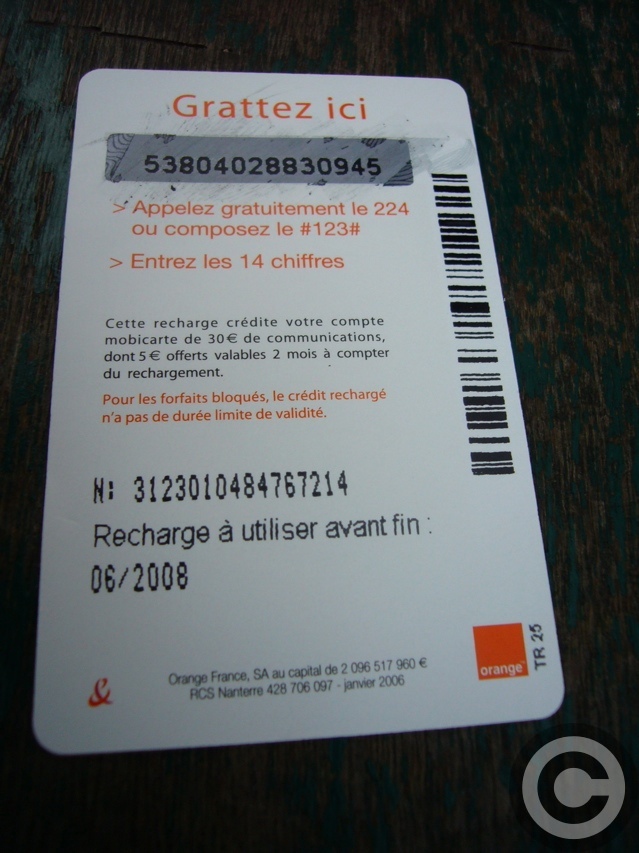 Grattez ici
53804028830945
> Appelez gratuitement le 224
ou composez le #123#
> Entrez les 14 chiffres
Cette recharge crédite votre compte
mobicarte de 30 € de communications,
dont 5 € offerts valables 2 mois à compter
du rechargement.
Pour les forfaits bloqués, le crédit rechargé
n'a pas de durée limite de validité.
N: 3123010484767214
Recharge à utiliser avant fin :
06/2008
orange™
TR 25
&
Orange France, SA au capital de 2 096 517 960 €
RCS Nanterre 428 706 097 - janvier 2006
C